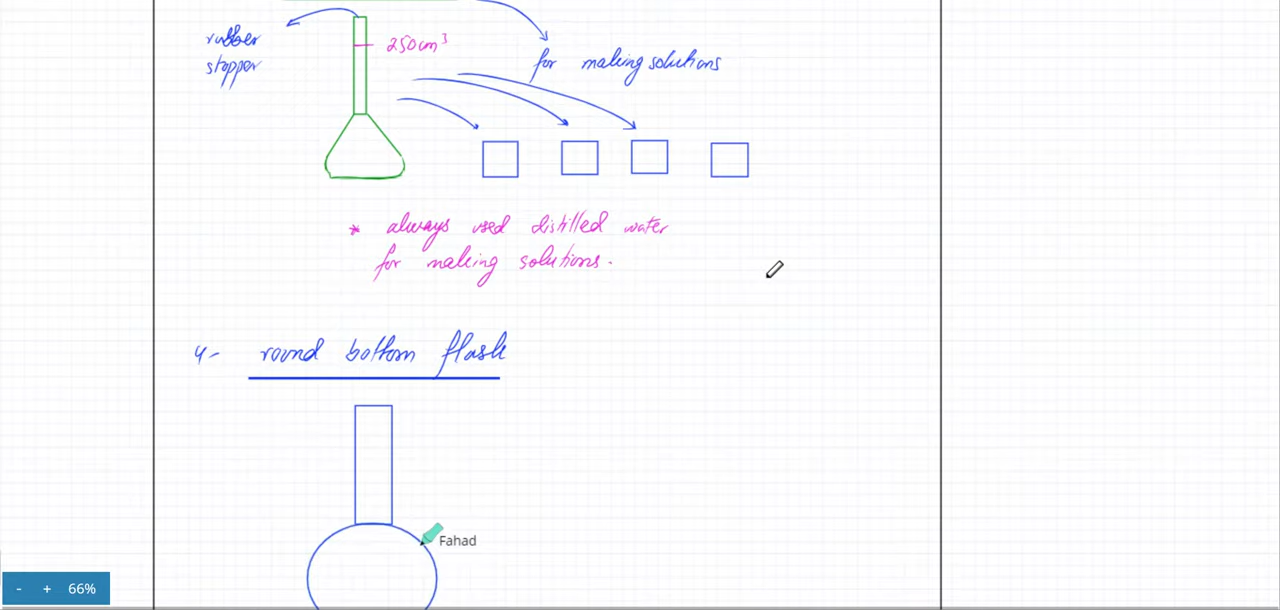 rubber
stopper
250cm³
for making solutions
* always used distilled water
for making solutions.
4- round bottom flask
Fahad
- + 66%